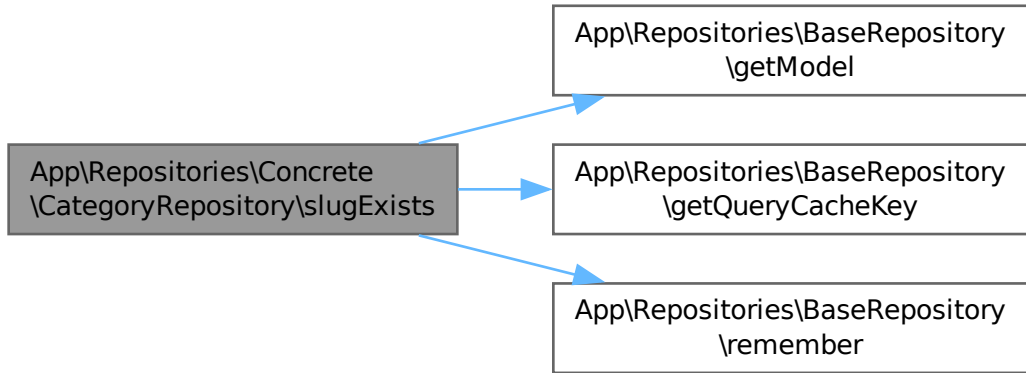 App\Repositories\BaseRepository
\getModel
App\Repositories\Concrete
\CategoryRepository\slugExists
App\Repositories\BaseRepository
\getQueryCacheKey
App\Repositories\BaseRepository
\remember